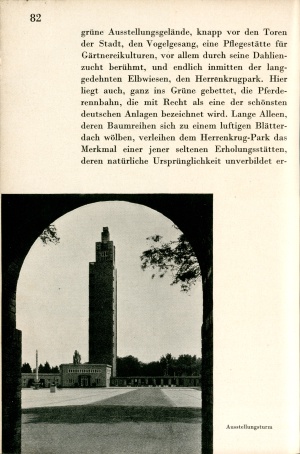 82
grüne Ausstellungsgelände, knapp vor den Toren
der Stadt, den Vogelgesang, eine Pflegestätte für
Gärtnereikulturen, vor allem durch seine Dahlien-
zucht berühmt, und endlich inmitten der lang-
gedehnten Elbwiesen, den Herrenkrugpark. Hier
liegt auch, ganz ins Grüne gebettet, die Pferde-
rennbahn, die mit Recht als eine der schönsten
deutschen Anlagen bezeichnet wird. Lange Alleen,
deren Baumreihen sich zu einem luftigen Blätter-
dach wölben, verleihen dem Herrenkrug-Park das
Merkmal einer jener seltenen Erholungsstätten,
deren natürliche Ursprünglichkeit unverbildet er-
Ausstellungsturm